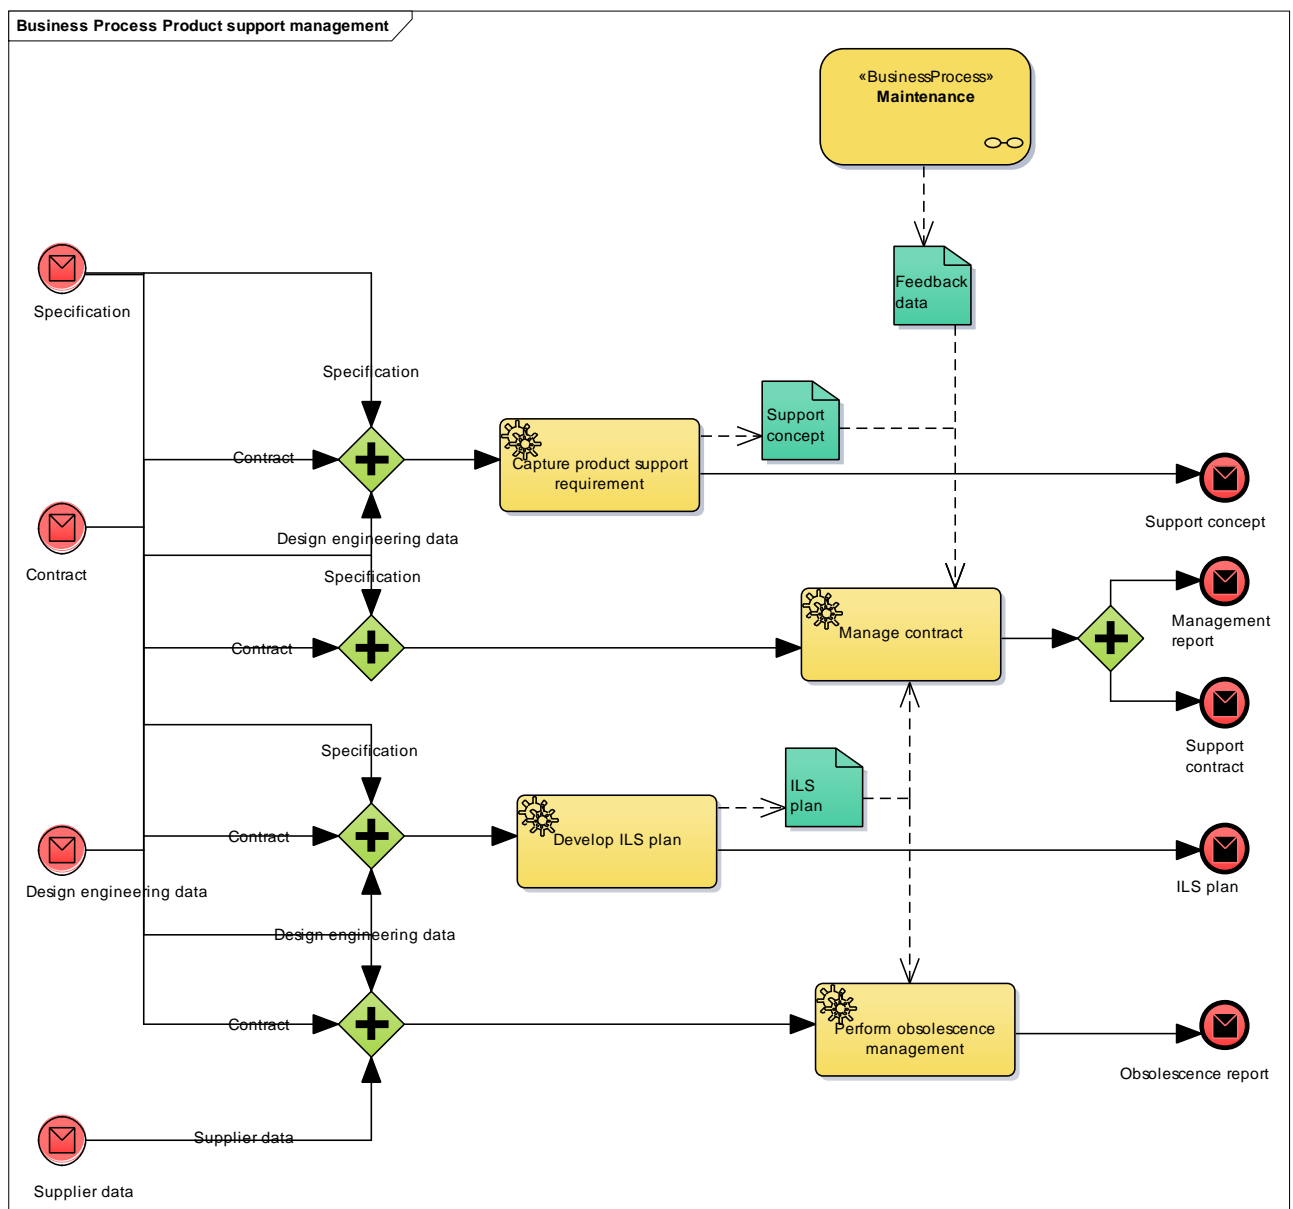 Business Process Product support management
«BusinessProcess»
Maintenance
Feedback
data
Specification
Specification
Support
concept
Contract
Capture product support
requirement
Support concept
Design engineering data
Contract
Specification
Manage contract
Management
report
Contract
Support
contract
Specification
ILS
plan
Contract
Develop ILS plan
ILS plan
Design engineering data
Design engineering data
Contract
Perform obsolescence
management
Obsolescence report
Supplier data
Supplier data